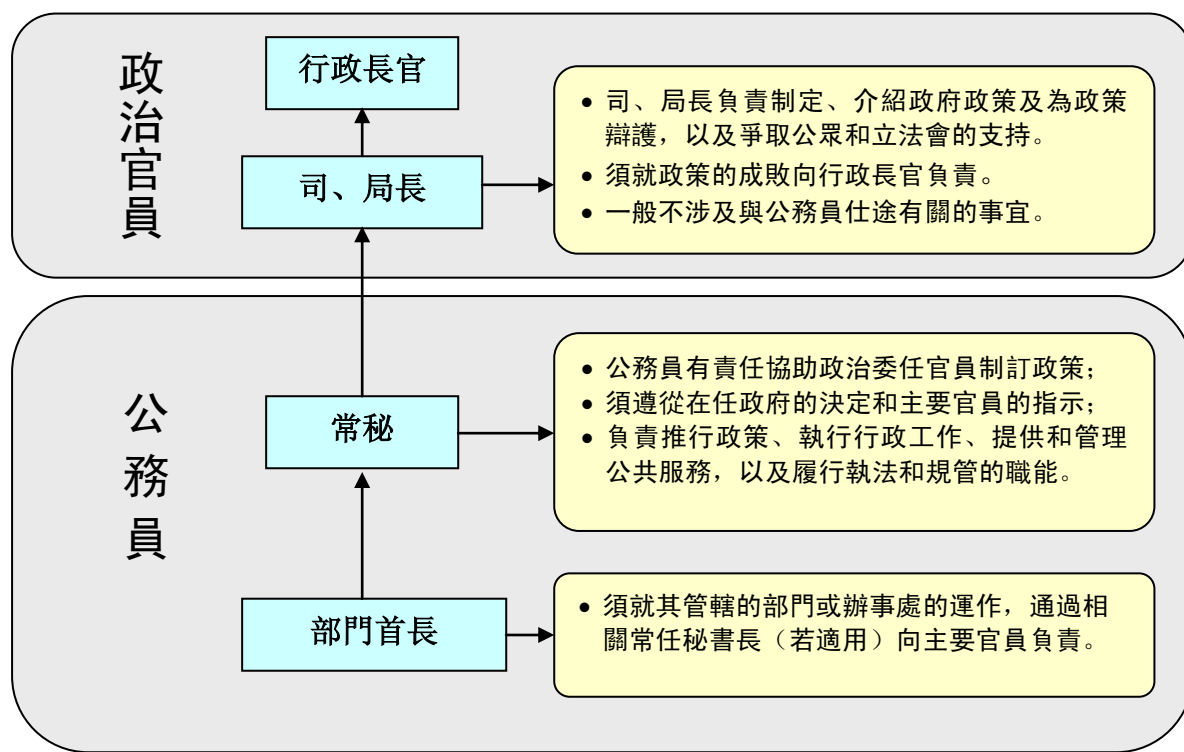 政治官員
行政長官
司、局長
• 司、局長負責制定、介紹政府政策及為政策
辯護，以及爭取公眾和立法會的支持。
• 須就政策的成敗向行政長官負責。
• 一般不涉及與公務員仕途有關的事宜。
公務員
常秘
• 公務員有責任協助政治委任官員制訂政策；
• 須遵從在任政府的決定和主要官員的指示；
• 負責推行政策、執行行政工作、提供和管理
公共服務，以及履行執法和規管的職能。
部門首長
• 須就其管轄的部門或辦事處的運作，通過相
關常任秘書長（若適用）向主要官員負責。